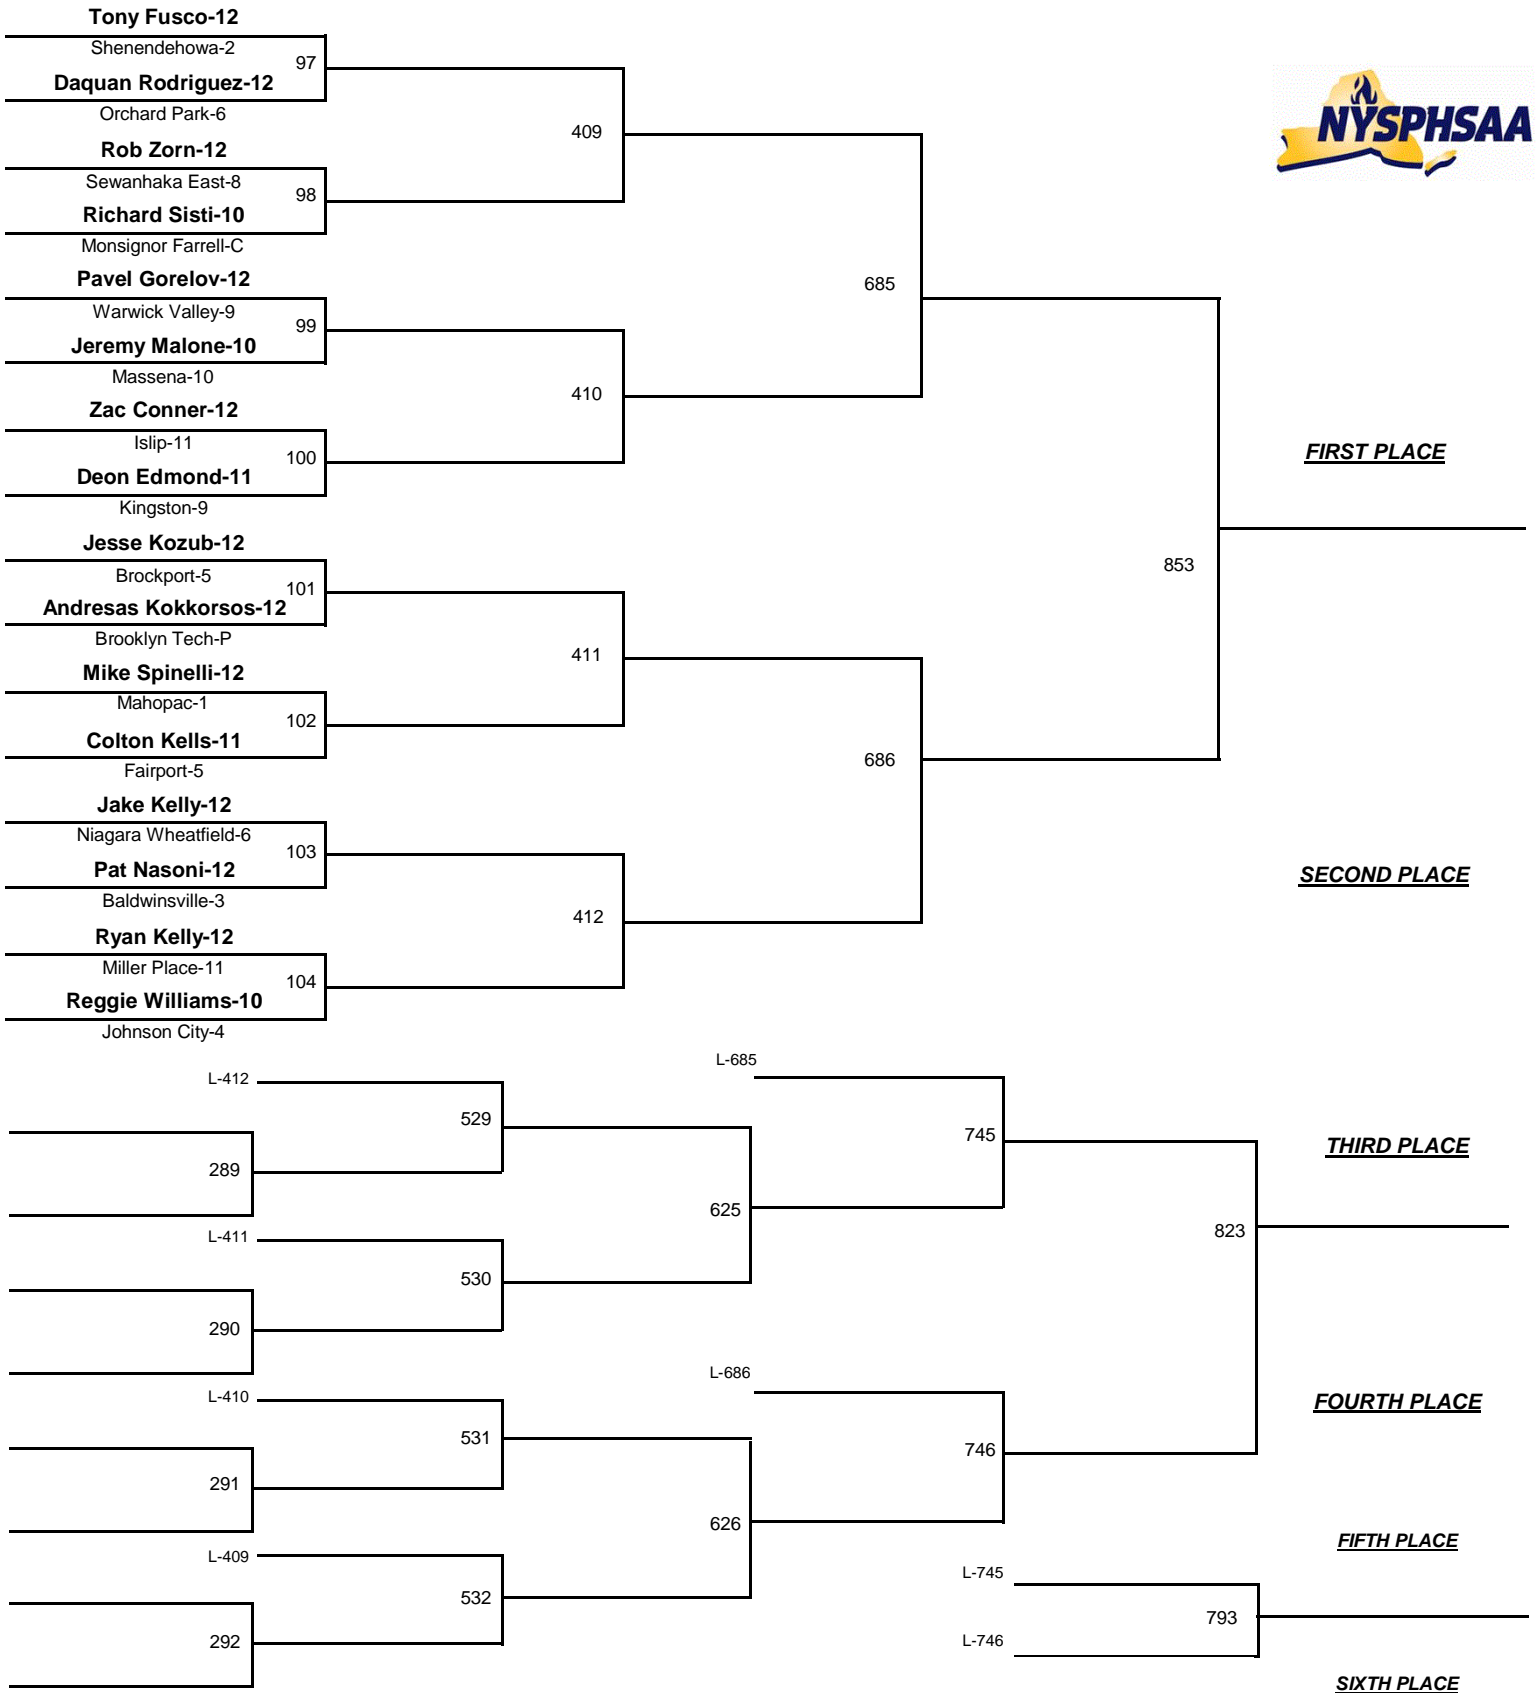 Tony Fusco-12
Shenendehowa-2
97
Daquan Rodriguez-12
Orchard Park-6
409
Rob Zorn-12
Sewanhaka East-8
98
Richard Sisti-10
Monsignor Farrell-C
NYSPHSAA
Pavel Gorelov-12
685
Warwick Valley-9
99
Jeremy Malone-10
Massena-10
410
Zac Conner-12
Islip-11
100
Deon Edmond-11
Kingston-9
FIRST PLACE
Jesse Kozub-12
853
Brockport-5
101
Andresas Kokkorsos-12
Brooklyn Tech-P
411
Mike Spinelli-12
Mahopac-1
102
Colton Kells-11
Fairport-5
686
Jake Kelly-12
Niagara Wheatfield-6
103
Pat Nasoni-12
Baldwinsville-3
SECOND PLACE
412
Ryan Kelly-12
Miller Place-11
104
Reggie Williams-10
Johnson City-4
L-412
L-685
529
745
THIRD PLACE
289
625
L-411
823
530
290
L-410
L-686
FOURTH PLACE
531
746
291
626
FIFTH PLACE
L-409
L-745
532
793
292
L-746
SIXTH PLACE